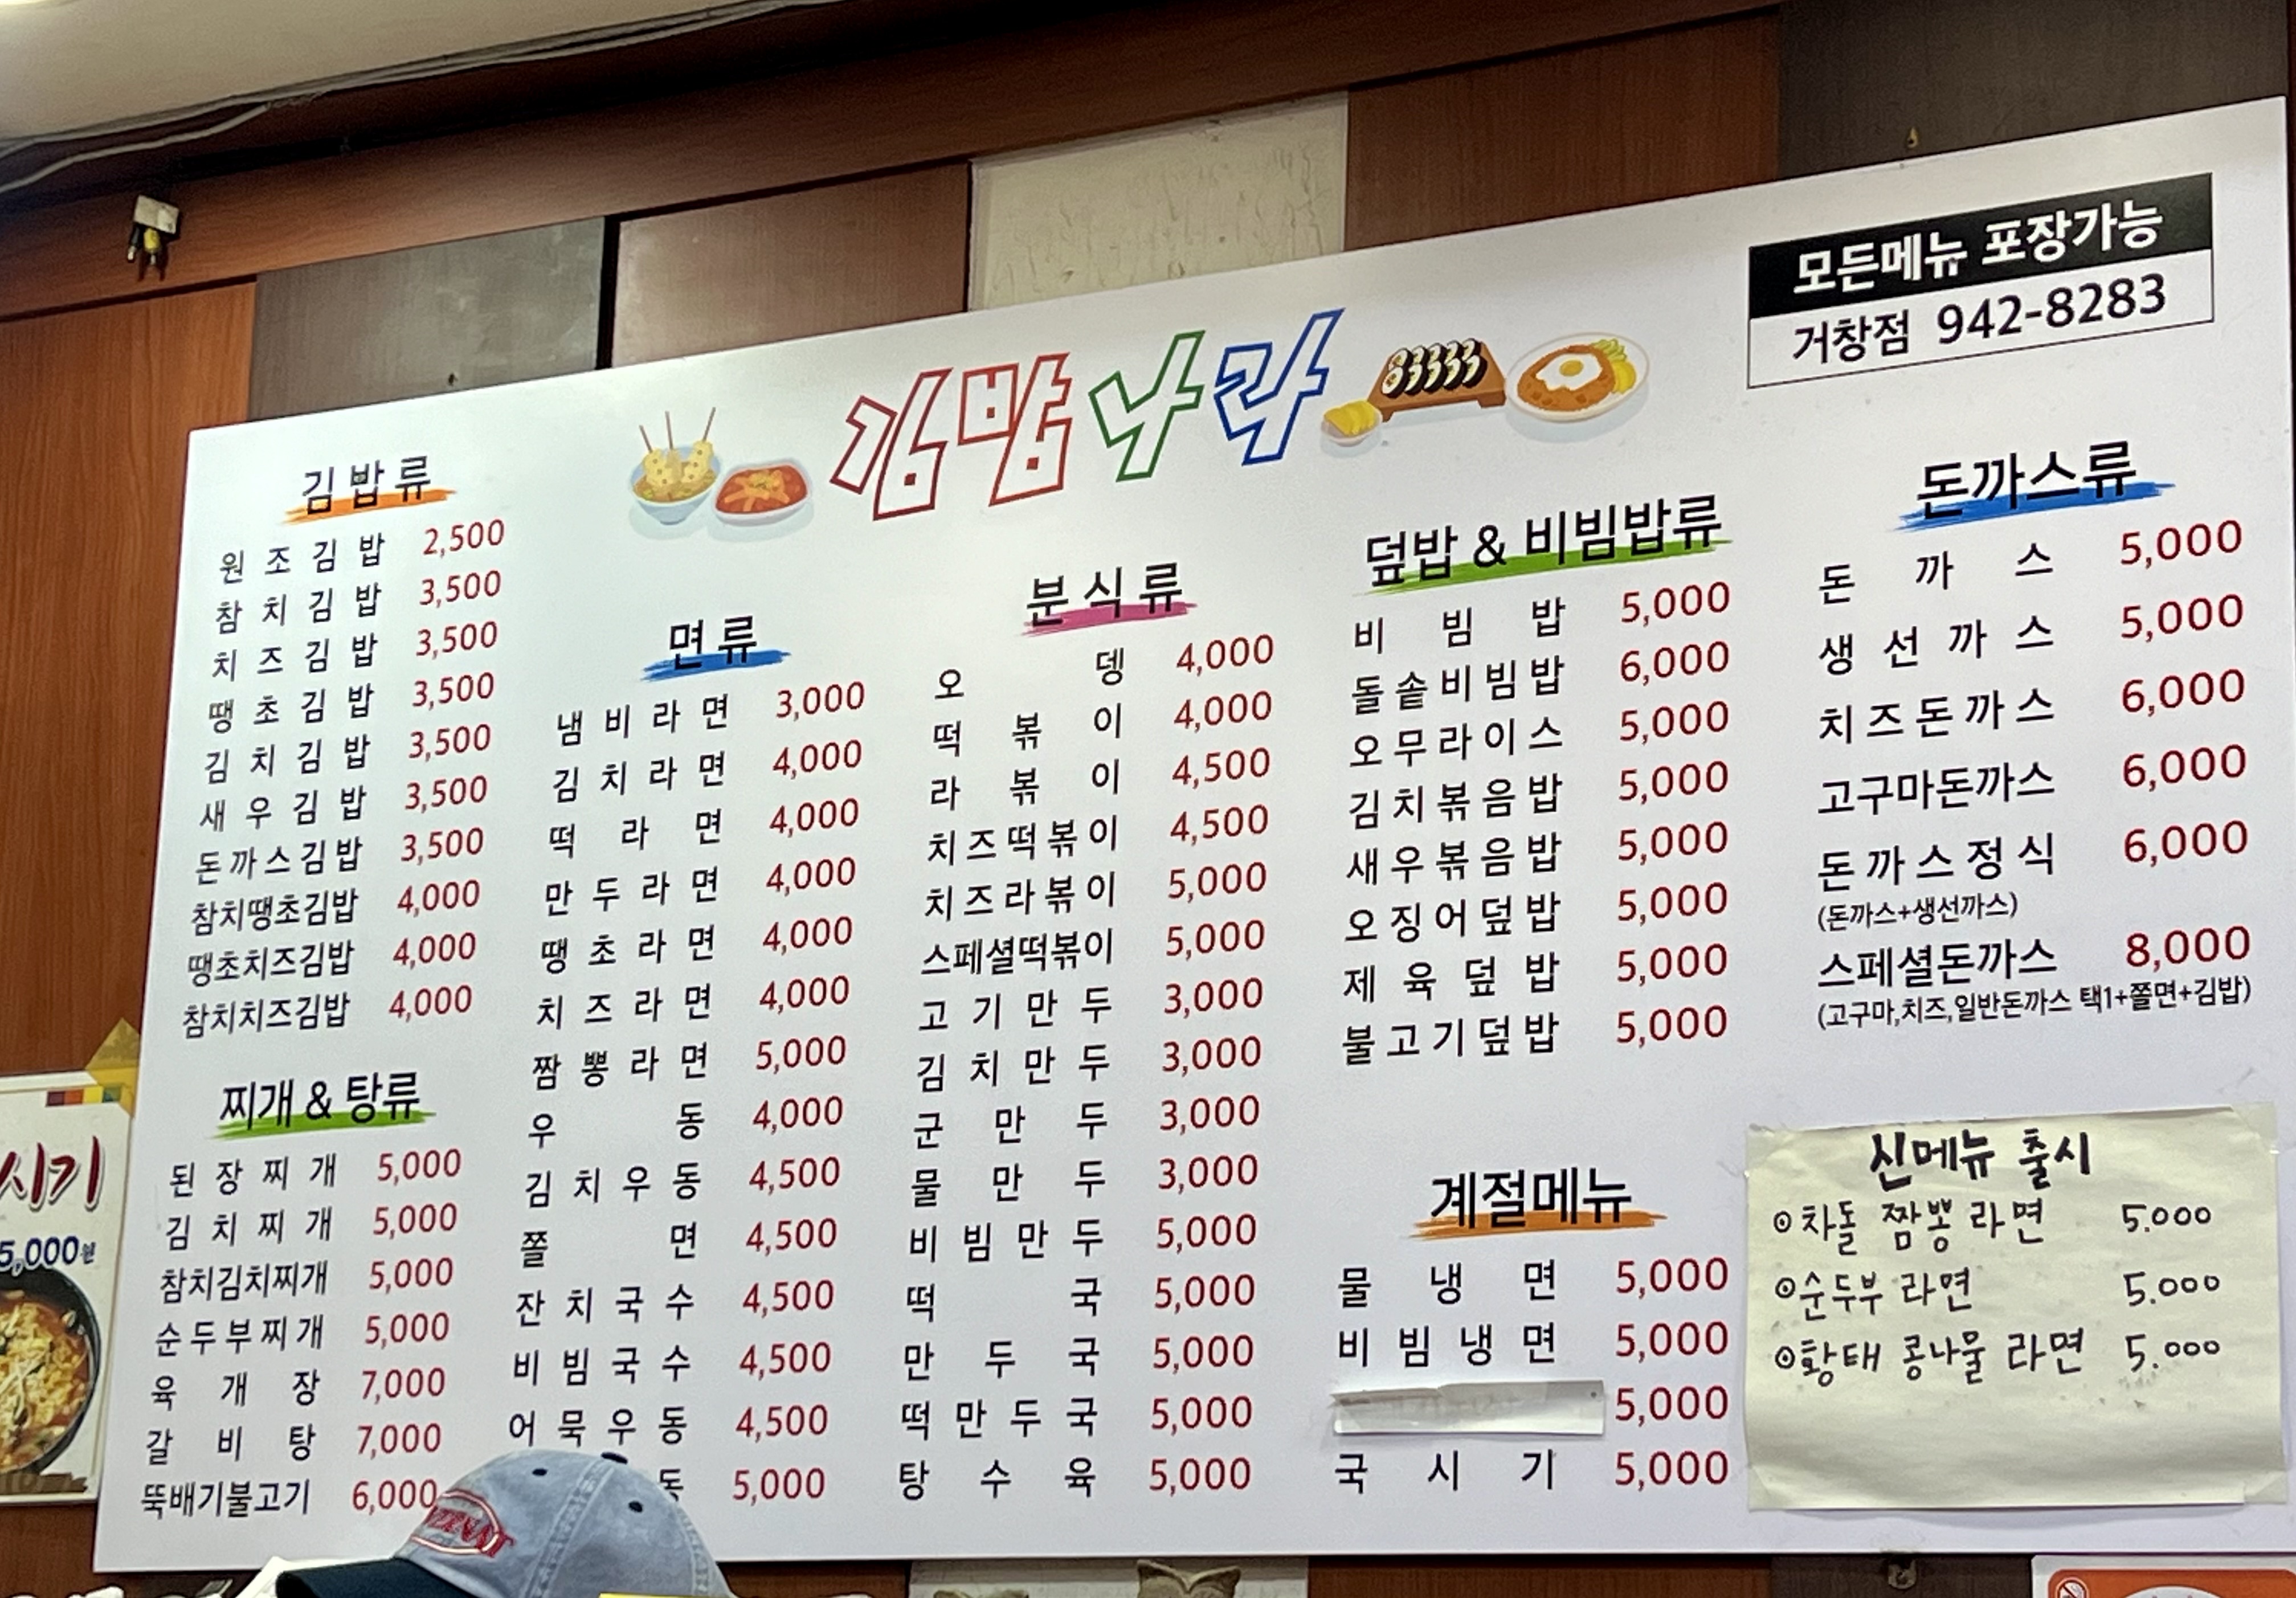 모든메뉴 포장가능
거창점 942-8283
김밥나라
김밥류
원조김밥 2,500
참치김밥 3,500
치즈김밥 3,500
땡초김밥 3,500
김치김밥 3,500
새우김밥 3,500
돈까스김밥 3,500
참치땡초김밥 4,000
땡초치즈김밥 4,000
참치치즈김밥 4,000
찌개 & 탕류
된장찌개 5,000
김치찌개 5,000
참치김치찌개 5,000
순두부찌개 5,000
육개장 7,000
갈비탕 7,000
뚝배기불고기 6,000
면류
냄비라면 3,000
김치라면 4,000
떡라면 4,000
만두라면 4,000
땡초라면 4,000
치즈라면 4,000
짬뽕라면 5,000
우동 4,000
김치우동 4,500
쫄면 4,500
잔치국수 4,500
비빔국수 4,500
어묵우동 4,500
동 5,000
분식류
오뎅 4,000
떡볶이 4,000
라볶이 4,500
치즈떡볶이 4,500
치즈라볶이 5,000
스페셜떡볶이 5,000
고기만두 3,000
김치만두 3,000
군만두 3,000
물만두 3,000
비빔만두 5,000
떡국 5,000
만두국 5,000
떡만두국 5,000
탕수육 5,000
덮밥 & 비빔밥류
비빔밥 5,000
돌솥비빔밥 6,000
오무라이스 5,000
김치볶음밥 5,000
새우볶음밥 5,000
오징어덮밥 5,000
제육덮밥 5,000
불고기덮밥 5,000
계절메뉴
물냉면 5,000
비빔냉면 5,000
5,000
국시기 5,000
돈까스류
돈까스 5,000
생선까스 5,000
치즈돈까스 6,000
고구마돈까스 6,000
돈까스정식 6,000
(돈까스+생선까스)
스페셜돈까스 8,000
(고구마,치즈,일반돈까스 택1+쫄면+김밥)
신메뉴 출시
⊙차돌 짬뽕 라면 5.000
⊙순두부 라면 5.000
⊙황태 콩나물 라면 5.000
시기
5,000원